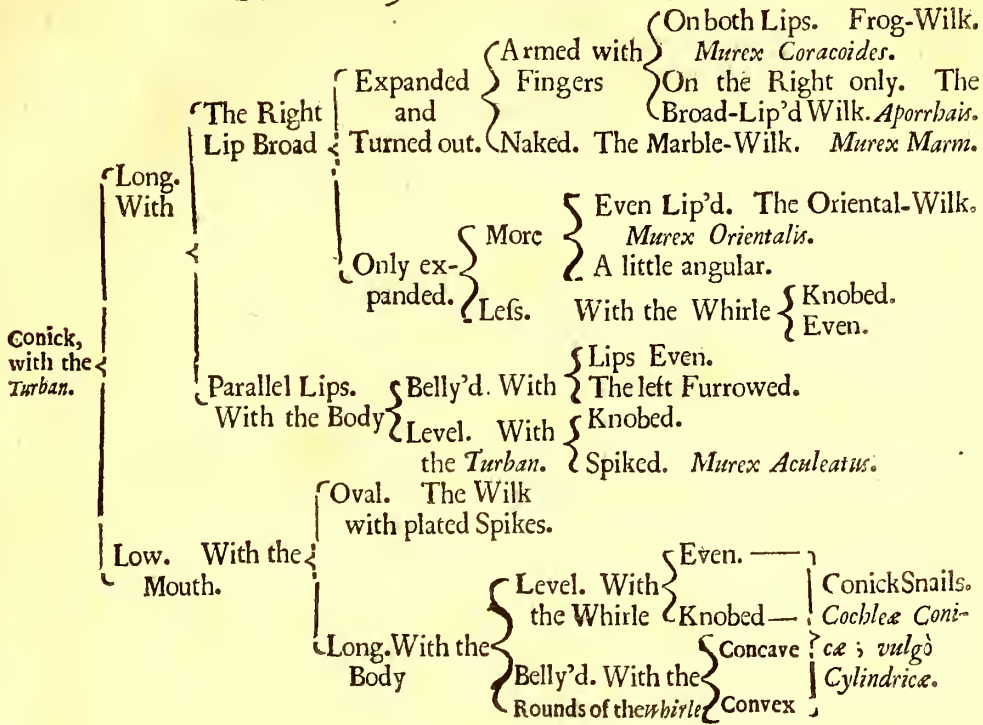 On both Lips. Frog-Wilk.
Armed with Murex Coracoides.
Expanded Fingers On the Right only. The
The Right and Broad-Lip'd Wilk. Aporrhais.
Lip Broad Turned out. Naked. The Marble-Wilk. Murex Marm.
Long.
With
Even Lip'd. The Oriental-Wilk.
More Murex Orientalis.
Only ex- A little angular.
panded. Leſs. With the Whirle Knobed.
Even.
Conick,
with the
Turban.
Lips Even.
Parallel Lips. Belly'd. With The left Furrowed.
With the Body Level. With Knobed.
the Turban. Spiked. Murex Aculeatus.
Oval. The Wilk
with plated Spikes.
Low. With the Even.
Mouth. Level. With Conick Snails.
the Whirle Knobed Cochleæ Coni-
Long. With the Concave cæ ; vulgò
Body Belly'd. With the Cylindricæ.
Rounds of the whirle Convex